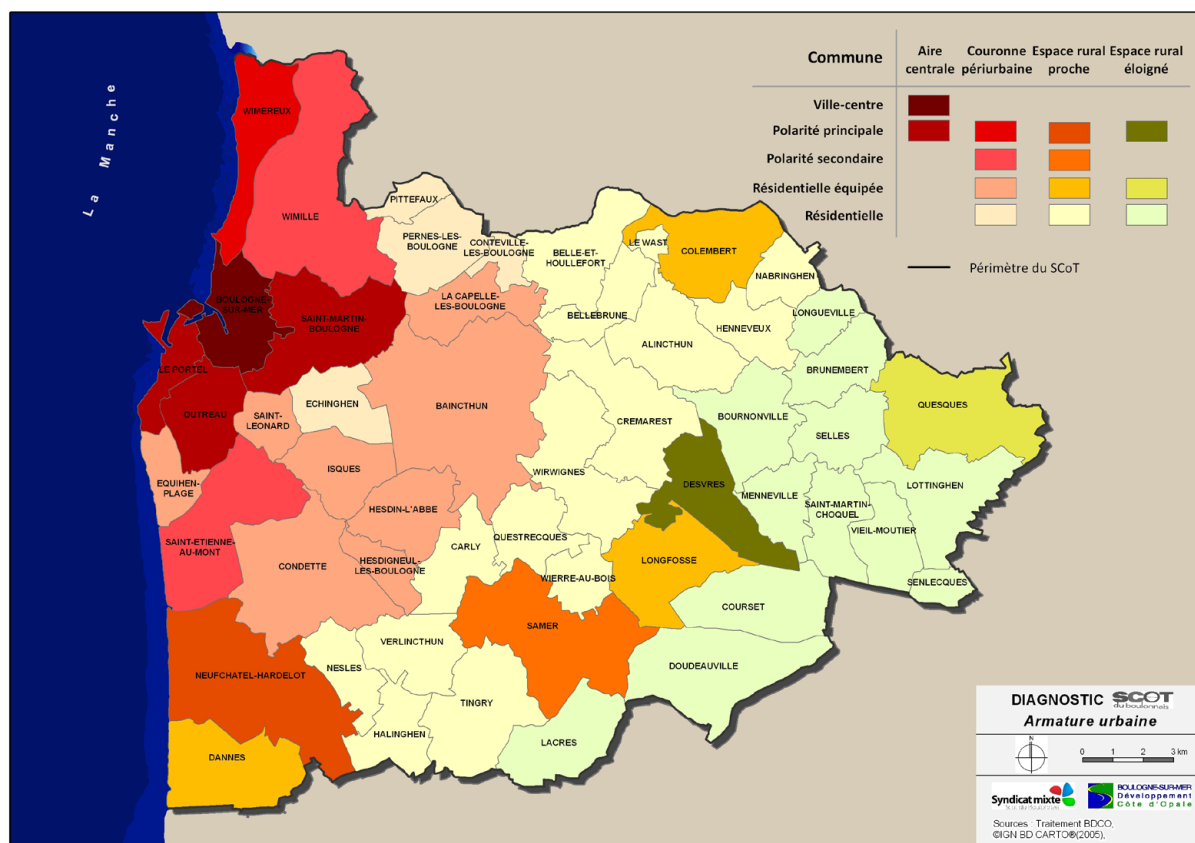 La Manche
Commune
Aire
centrale
Couronne
périurbaine
Espace rural
proche
Espace rural
éloigné
Ville-centre
Polarité principale
Polarité secondaire
Résidentielle équipée
Résidentielle
Périmètre du SCoT
WIMEREUX
WIMILLE
PITTEFAUX
PERNES-LES-
BOULOGNE
CONTEVILLE-
LES-BOULOGNE
BELLE-ET-
HOULLEFORT
LE WAST
COLEMBERT
NABRINGHEN
BOULOGNE-
SUR-MER
SAINT-MARTIN-
BOULOGNE
LA CAPELLE-
LES-BOULOGNE
BELLEBRUNE
HENNEVEUX
LONGUEVILLE
ALINCTHUN
LE PORTEL
BRUNEMBERT
OUTREAU
SAINT-
LEONARD
ECHINGHEN
BAINCTHUN
CREMAREST
BOURNONVILLE
QUESQUES
SELLES
ISQUES
WIRWIGNES
EQUIHEN-
PLAGE
DESVRES
MENNEVILLE
LOTTINGHEN
HESDIN-L'ABBE
SAINT-MARTIN-
CHOQUEL
VIEIL-MOUTIER
SAINT-ETIENNE-
AU-MONT
CARLY
QUESTRECQUES
CONDETTE
HESDIGNEUL-
LES-BOULOGNE
WIERRE-AU-BOIS
LONGFOSSE
SENLECQUES
COURSET
SAMER
VERLINCTHUN
NESLES
NEUFCHATEL-HARDELOT
DOUDEAUVILLE
TINGRY
HALINGHEN
LACRES
DANNES
DIAGNOSTIC SCOT
du boulonnais
Armature urbaine
N
0 1 2 3 km
Syndicat mixte
BOULOGNE-SUR-MER
Développement
Côte d'Opale
Sources : Traitement BDCO,
©IGN BD CARTO®(2005),